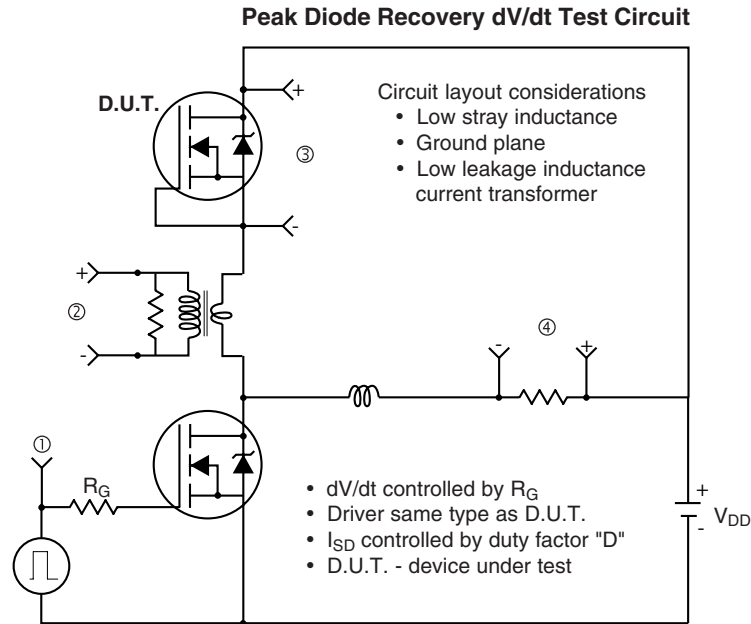 Peak Diode Recovery dV/dt Test Circuit
D.U.T.
+
Circuit layout considerations
• Low stray inductance
• Ground plane
• Low leakage inductance
current transformer
③
-
+
②
-
④
-
+
①
R_G
• dV/dt controlled by R_G
• Driver same type as D.U.T.
• I_SD controlled by duty factor "D"
• D.U.T. - device under test
+
V_DD
-